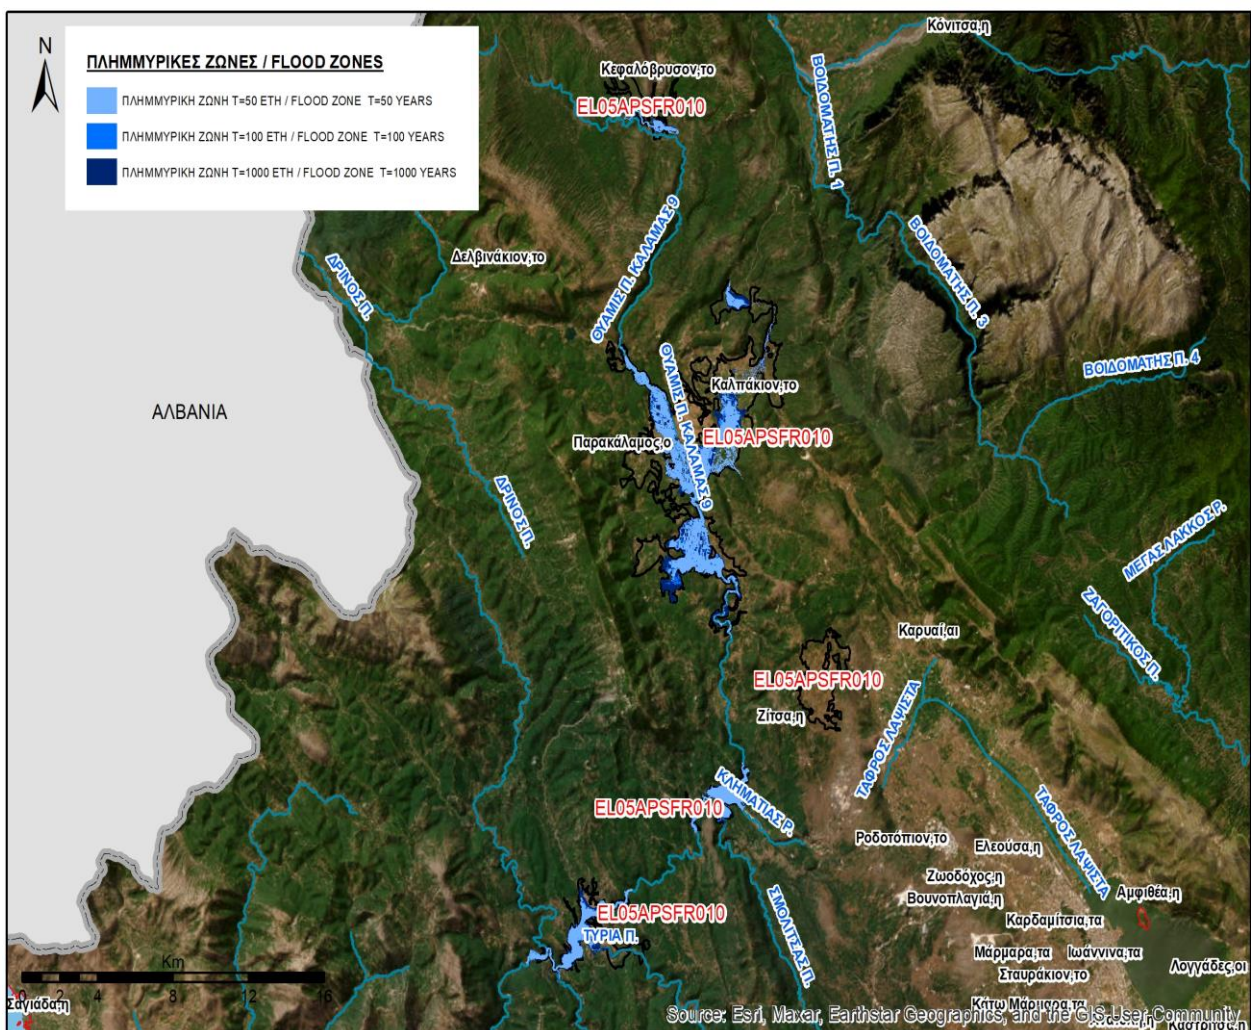 N
ΠΛΗΜΜΥΡΙΚΕΣ ΖΩΝΕΣ / FLOOD ZONES
ΠΛΗΜΜΥΡΙΚΗ ΖΩΝΗ T=50 ΕΤΗ / FLOOD ZONE T=50 YEARS
ΠΛΗΜΜΥΡΙΚΗ ΖΩΝΗ T=100 ΕΤΗ / FLOOD ZONE T=100 YEARS
ΠΛΗΜΜΥΡΙΚΗ ΖΩΝΗ T=1000 ΕΤΗ / FLOOD ZONE T=1000 YEARS
Κόνιτσα,η
Κεφαλόβρυσον,το
EL05APSFR010
ΒΟΙΔΟΜΑΤΗΣ Π. 1
ΘΥΑΜΙΣ Π. ΚΑΛΑΜΑΣ 9
ΒΟΙΔΟΜΑΤΗΣ Π. 3
Δελβινάκιον,το
ΔΡΙΝΟΣ Π.
ΒΟΙΔΟΜΑΤΗΣ Π. 4
ΑΛΒΑΝΙΑ
ΘΥΑΜΙΣ Π. ΚΑΛΑΜΑΣ 9
Καλπάκιον,το
Παρακάλαμος,ο
EL05APSFR010
ΔΡΙΝΟΣ Π.
ΜΕΓΑΣ ΛΑΚΚΟΣ Ρ.
ΖΑΓΟΡΙΤΙΚΟΣ Π.
Καρυαί,αι
EL05APSFR010
Ζίτσα,η
ΤΑΦΡΟΣ ΛΑΨΙΣΤΑ
ΤΑΦΡΟΣ ΛΑΨΙΣΤΑ
EL05APSFR010
ΚΛΗΜΑΤΙΑΣ Ρ.
Ροδοτόπιον,το
Ελεούσα,η
Ζωοδόχος,η
Βουνοπλαγιά,η
Αμφιθέα,η
ΣΜΟΛΙΤΣΑΣ Π.
EL05APSFR010
ΤΥΡΙΑ Π.
Καρδαμίτσια,τα
Μάρμαρα,τα
Ιωάννινα,τα
Λογγάδες,οι
Σταυράκιον,το
Km
0 2 4 8 12 16
Σαγιάδα,η
Κάτω Μάρμαρα,τα
Source: Esri, Maxar, Earthstar Geographics, and the GIS User Community